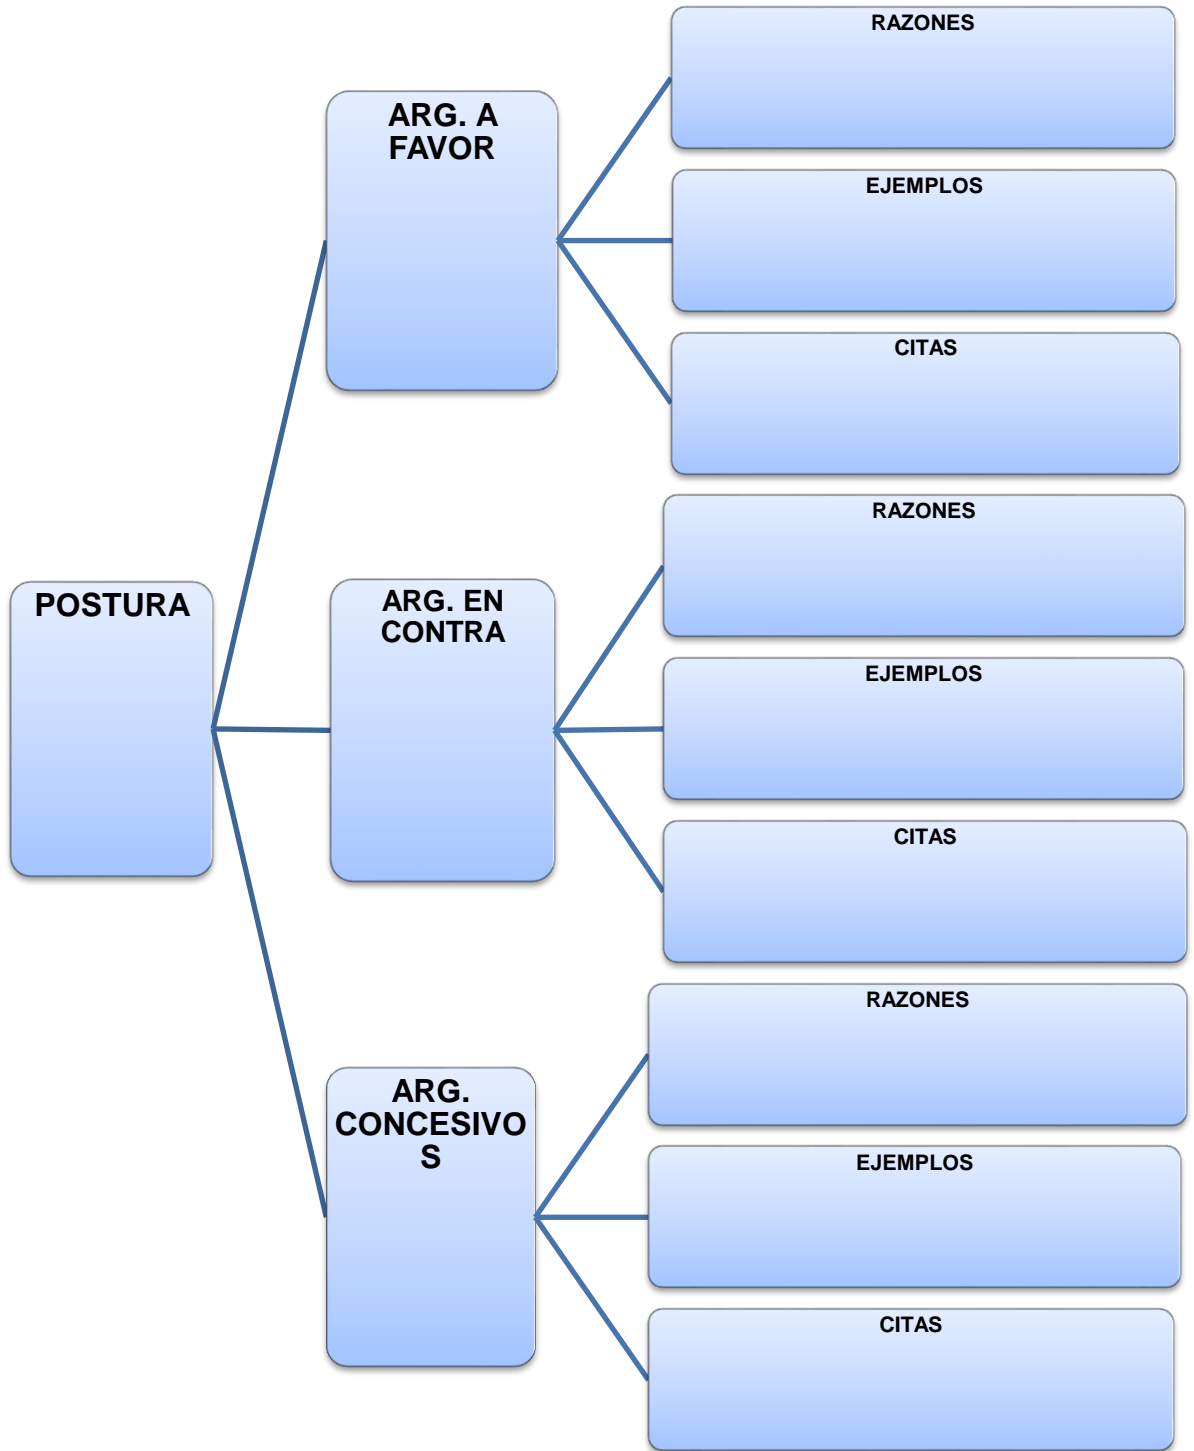 POSTURA
ARG. A
FAVOR
RAZONES
EJEMPLOS
CITAS
ARG. EN
CONTRA
RAZONES
EJEMPLOS
CITAS
ARG.
CONCESIVO
S
RAZONES
EJEMPLOS
CITAS